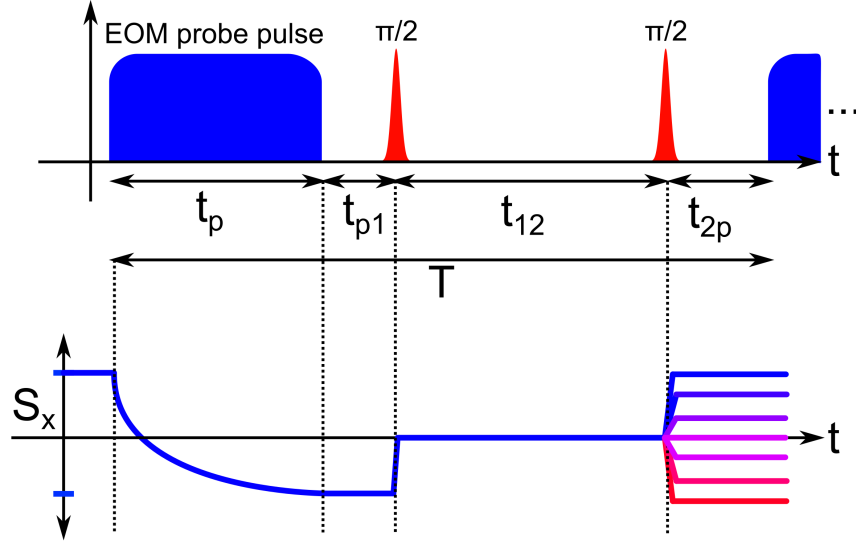 EOM probe pulse
π/2
π/2
...
t
t_p
t_p1
t_12
t_2p
T
S_x
t